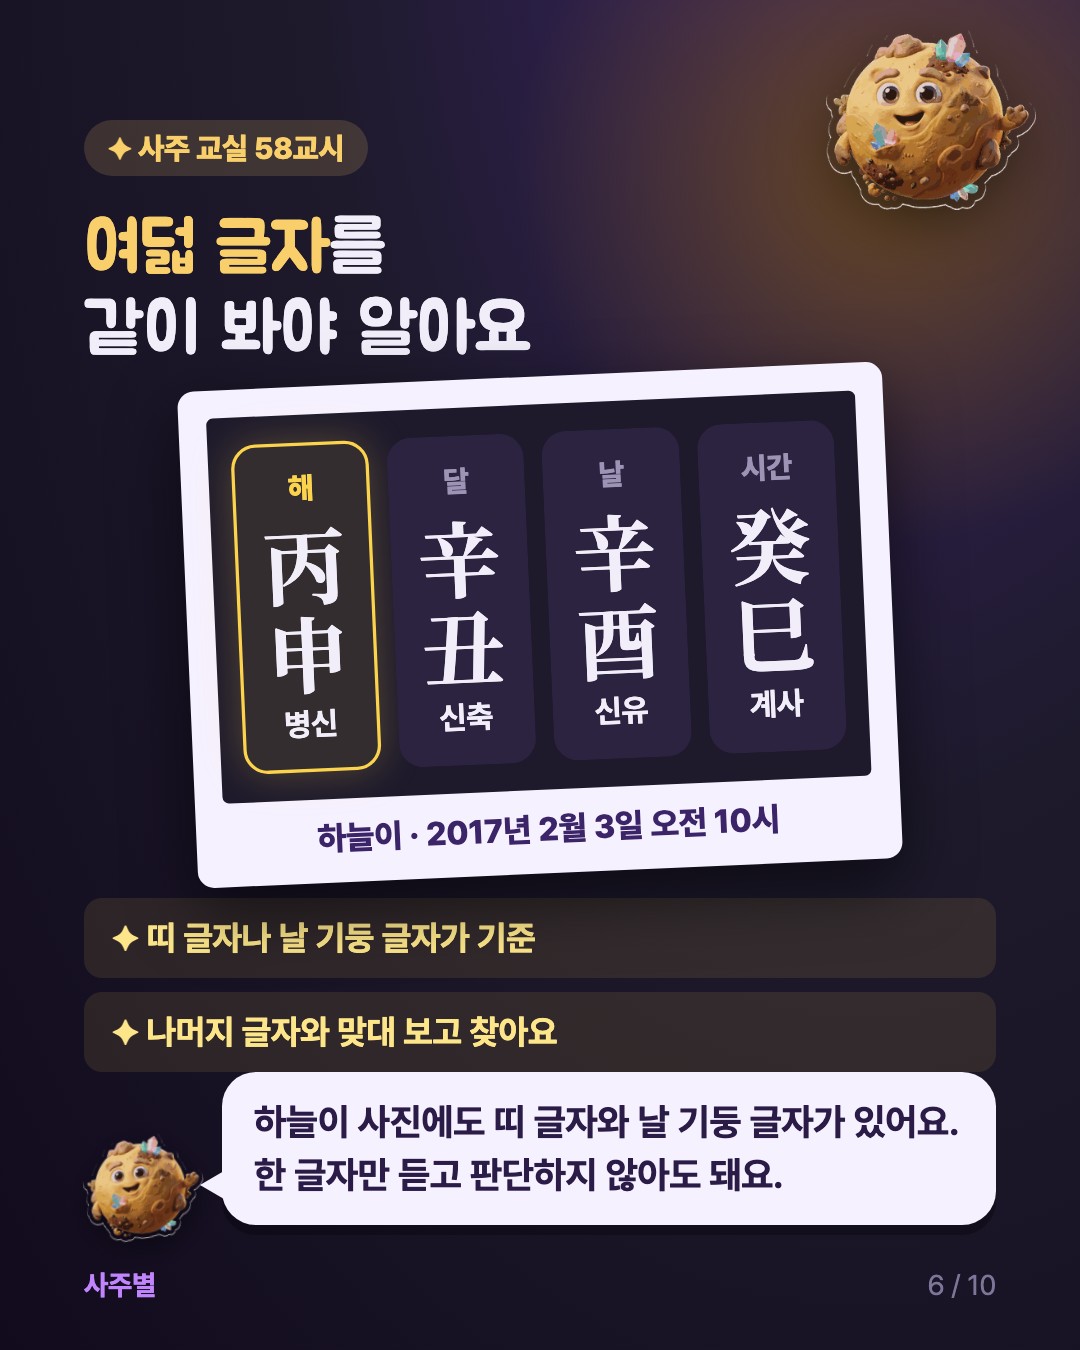 ✦ 사주 교실 58교시
여덟 글자를
같이 봐야 알아요
해 달 날 시간
丙 辛 辛 癸
申 丑 酉 巳
병신 신축 신유 계사
하늘이 · 2017년 2월 3일 오전 10시
✦ 띠 글자나 날 기둥 글자가 기준
✦ 나머지 글자와 맞대 보고 찾아요
하늘이 사진에도 띠 글자와 날 기둥 글자가 있어요.
한 글자만 듣고 판단하지 않아도 돼요.
사주별
6 / 10